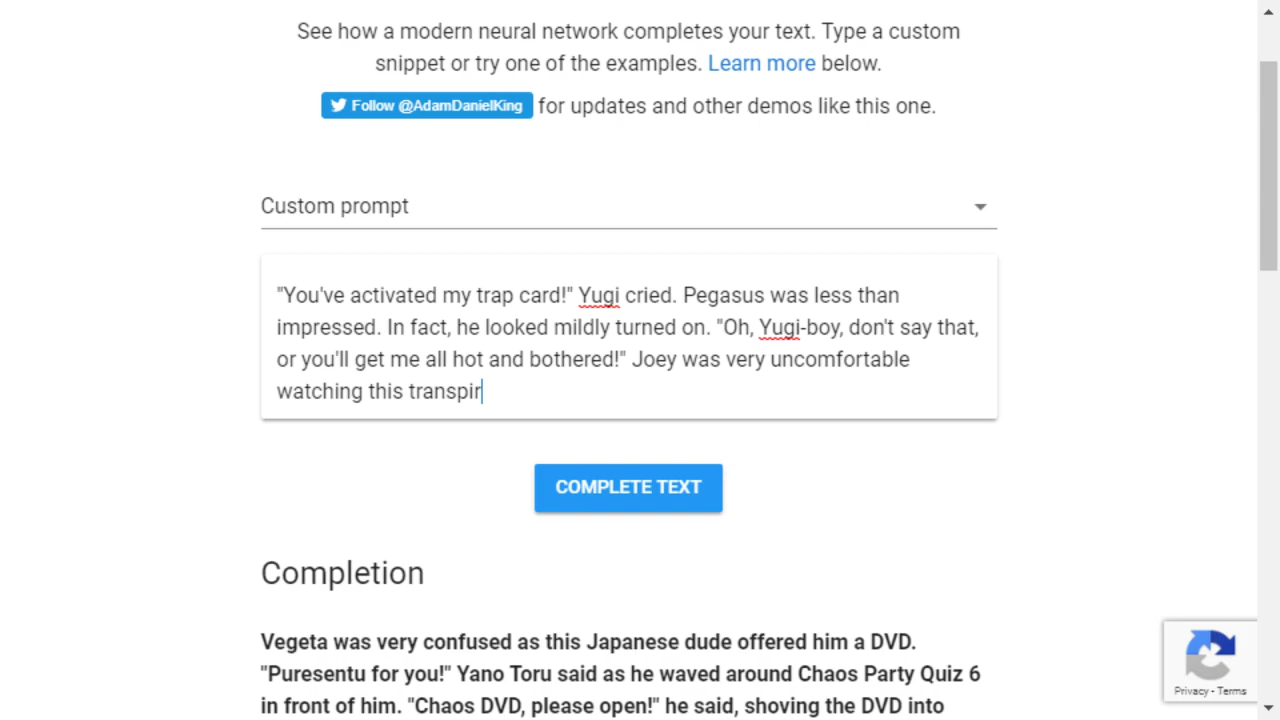 See how a modern neural network completes your text. Type a custom
snippet or try one of the examples. Learn more below.
Follow @AdamDanielKing for updates and other demos like this one.
Custom prompt
"You've activated my trap card!" Yugi cried. Pegasus was less than
impressed. In fact, he looked mildly turned on. "Oh, Yugi-boy, don't say that,
or you'll get me all hot and bothered!" Joey was very uncomfortable
watching this transpir
COMPLETE TEXT
Completion
Vegeta was very confused as this Japanese dude offered him a DVD.
"Puresentu for you!" Yano Toru said as he waved around Chaos Party Quiz 6
in front of him. "Chaos DVD, please open!" he said, shoving the DVD into
Privacy - Terms